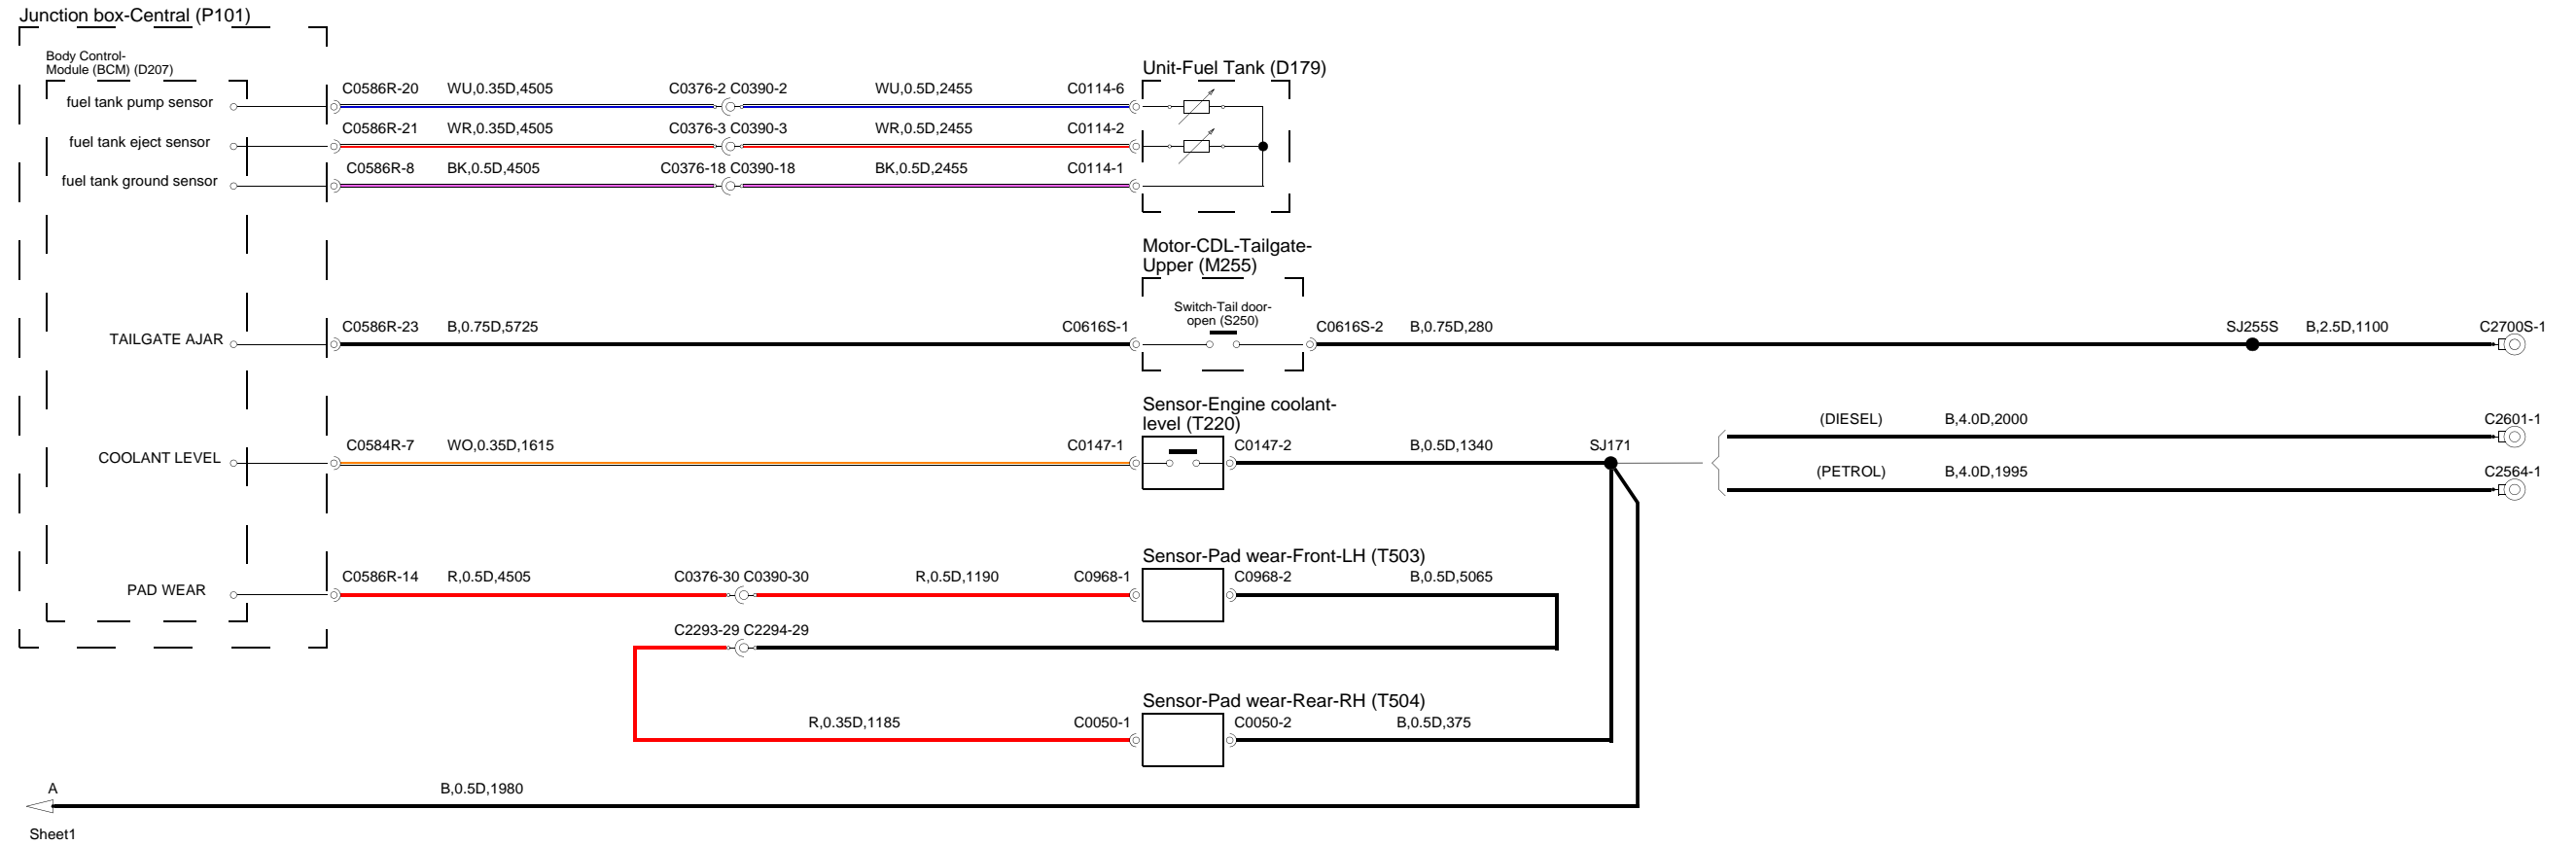 Junction box-Central (P101)
Body Control-
Module (BCM) (D207)
fuel tank pump sensor
C0586R-20 WU,0.35D,4505 C0376-2 C0390-2 WU,0.5D,2455 C0114-6
Unit-Fuel Tank (D179)
fuel tank eject sensor
C0586R-21 WR,0.35D,4505 C0376-3 C0390-3 WR,0.5D,2455 C0114-2
fuel tank ground sensor
C0586R-8 BK,0.5D,4505 C0376-18 C0390-18 BK,0.5D,2455 C0114-1
Motor-CDL-Tailgate-
Upper (M255)
Switch-Tail door-
open (S250)
TAILGATE AJAR
C0586R-23 B,0.75D,5725 C0616S-1 C0616S-2 B,0.75D,280 SJ255S B,2.5D,1100 C2700S-1
Sensor-Engine coolant-
level (T220)
COOLANT LEVEL
C0584R-7 WO,0.35D,1615 C0147-1 C0147-2 B,0.5D,1340 SJ171
(DIESEL) B,4.0D,2000 C2601-1
(PETROL) B,4.0D,1995 C2564-1
Sensor-Pad wear-Front-LH (T503)
PAD WEAR
C0586R-14 R,0.5D,4505 C0376-30 C0390-30 R,0.5D,1190 C0968-1 C0968-2 B,0.5D,5065
C2293-29 C2294-29
Sensor-Pad wear-Rear-RH (T504)
R,0.35D,1185 C0050-1 C0050-2 B,0.5D,375
A B,0.5D,1980
Sheet1